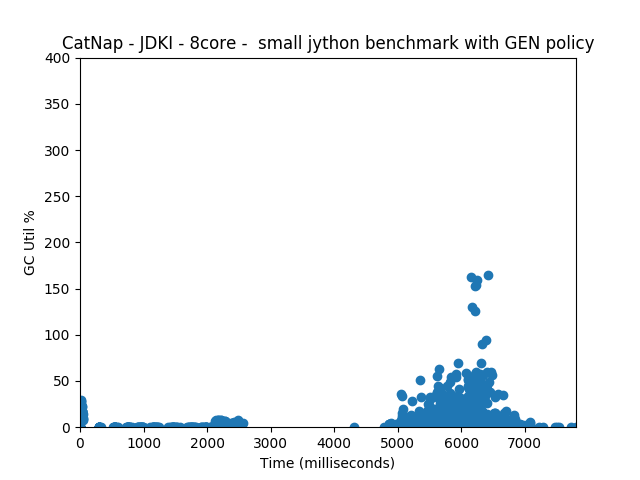 CatNap - JDKI - 8core -  small jython benchmark with GEN policy
400
350
300
250
200
150
100
50
0
GC Util %
0 1000 2000 3000 4000 5000 6000 7000
Time (milliseconds)